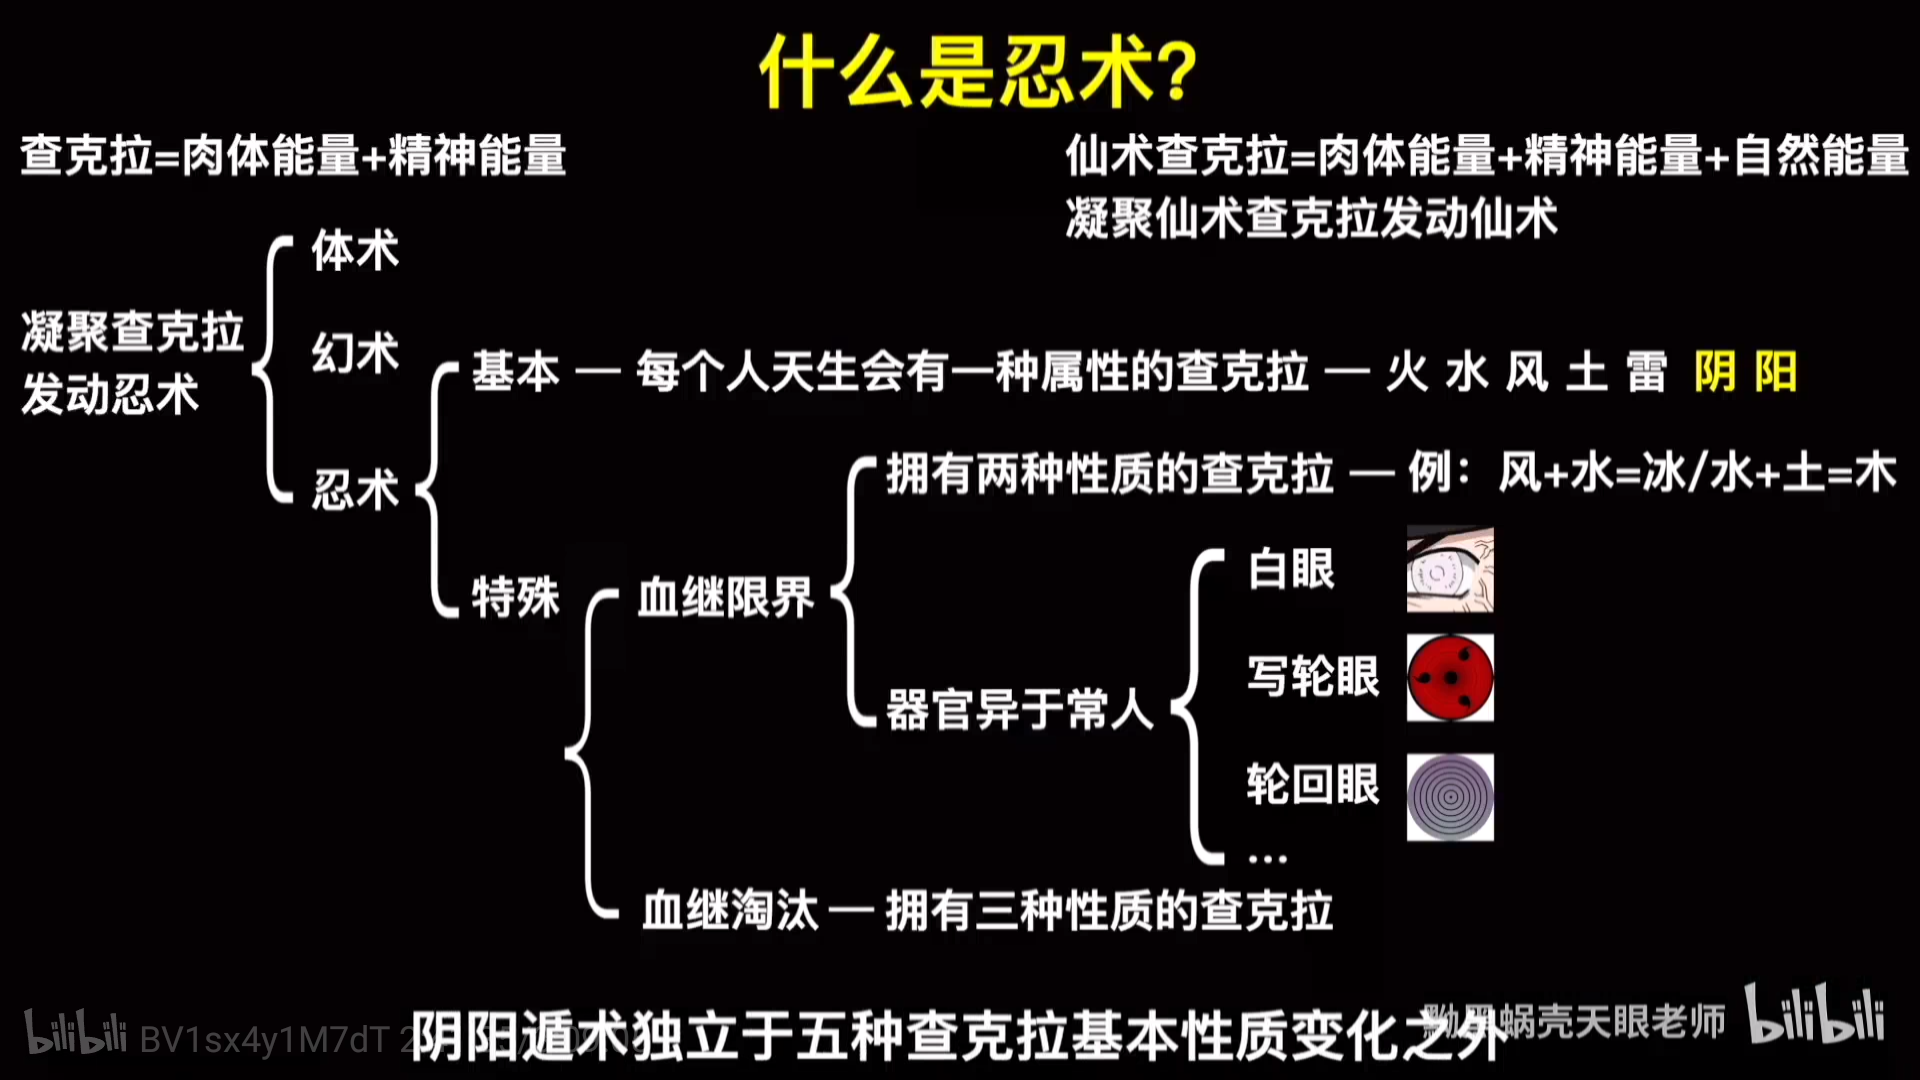 什么是忍术?
查克拉=肉体能量+精神能量
仙术查克拉=肉体能量+精神能量+自然能量
凝聚仙术查克拉发动仙术
凝聚查克拉
发动忍术
体术
幻术
忍术
基本 — 每个人天生会有一种属性的查克拉 — 火 水 风 土 雷 阴 阳
特殊
血继限界
拥有两种性质的查克拉 — 例：风+水=冰/水+土=木
器官异于常人
白眼
写轮眼
轮回眼
...
血继淘汰 — 拥有三种性质的查克拉
阴阳遁术独立于五种查克拉基本性质变化之外
bilibili BV1sx4y1M7dT
蜗壳天眼老师 bilibili